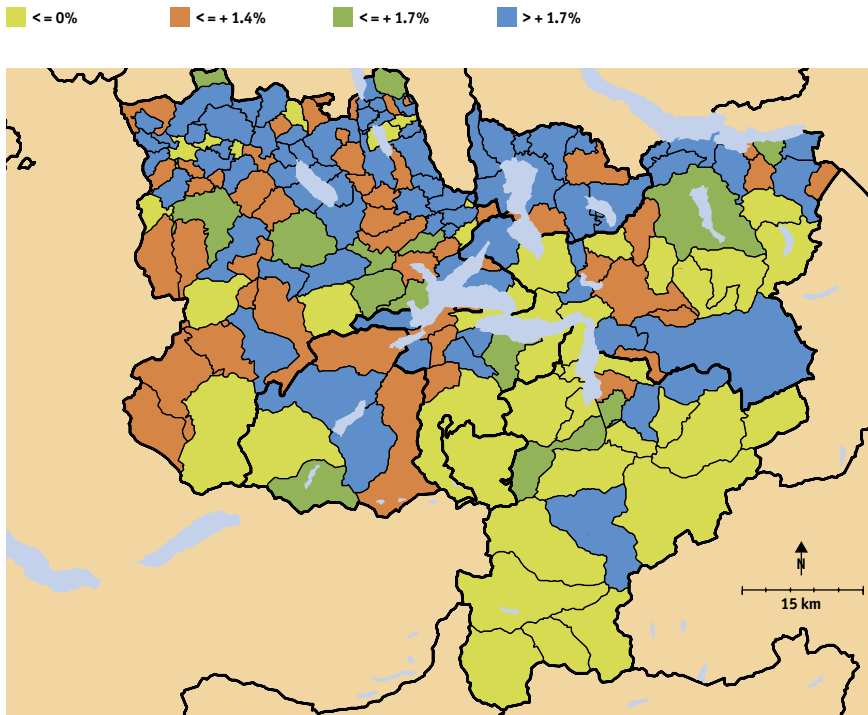 < = 0%
< = + 1.4%
< = + 1.7%
> + 1.7%
N
15 km